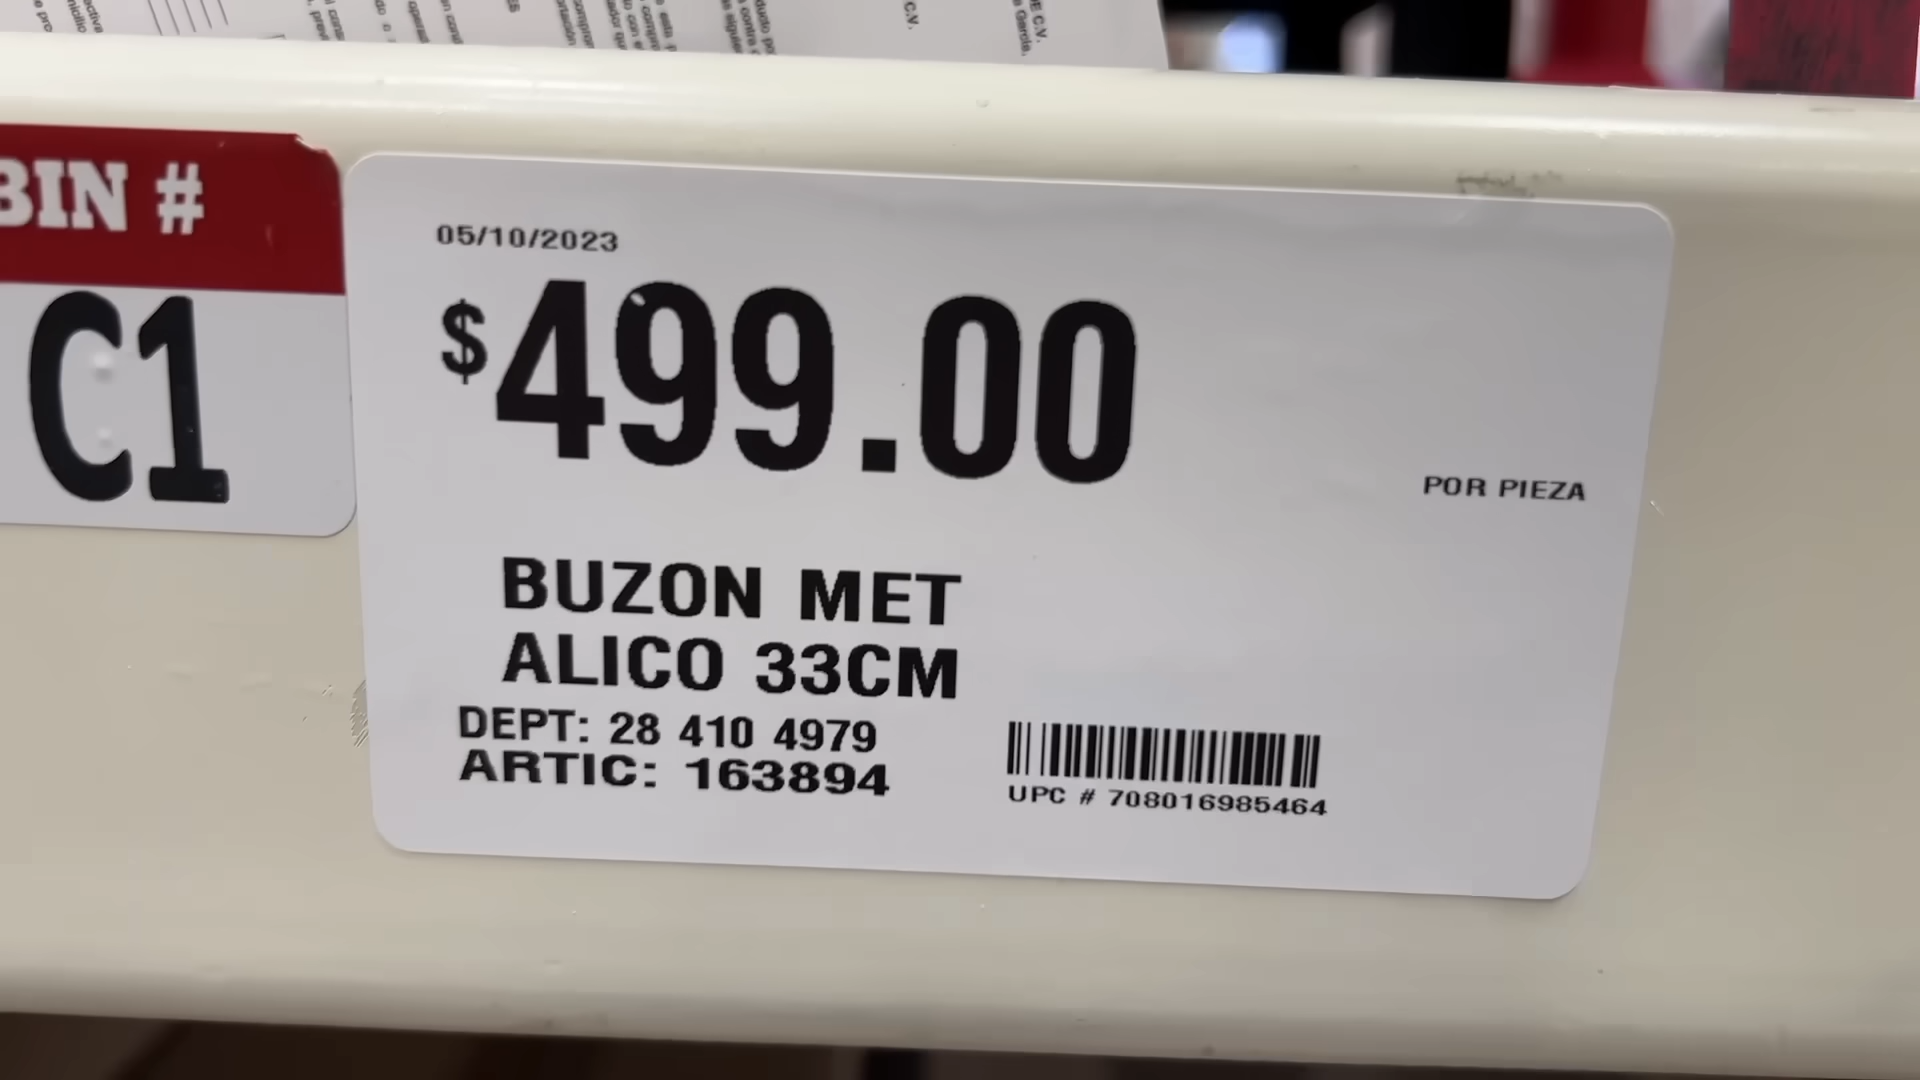 BIN #
C1
05/10/2023
$499.00
POR PIEZA
BUZON MET
ALICO 33CM
DEPT: 28 410 4979
ARTIC: 163894
UPC # 708016985464